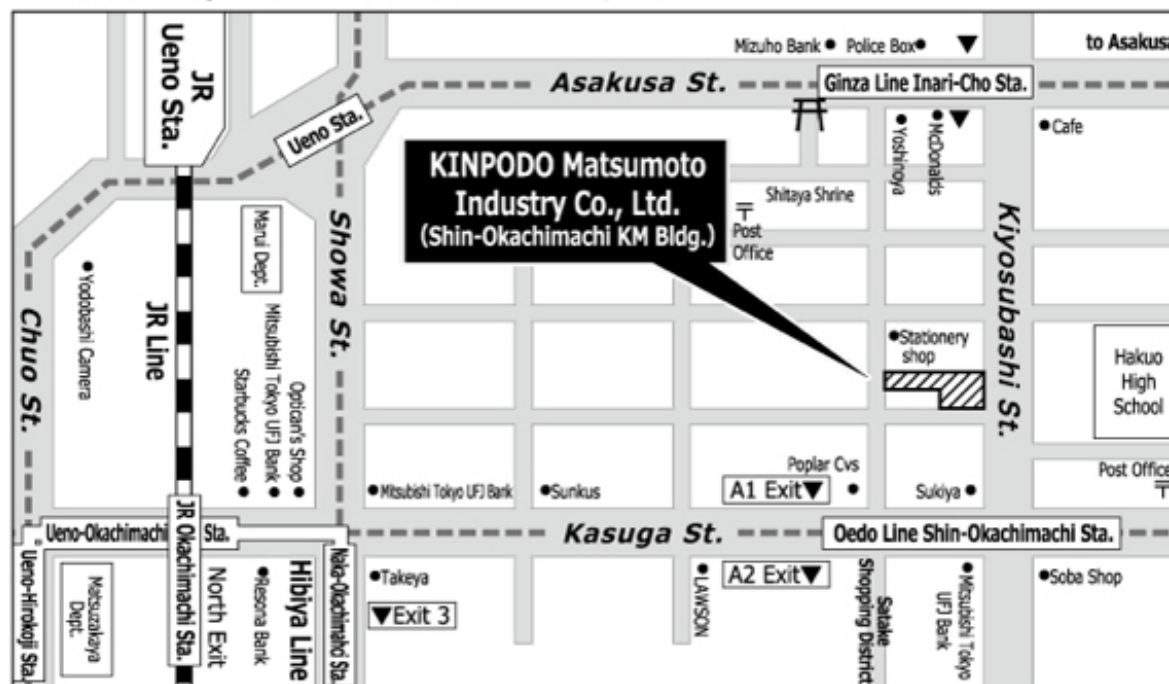 JR
Ueno Sta.
Mizuho Bank
Police Box
to Asakusa
Asakusa St.
Ginza Line Inari-Cho Sta.
Ueno Sta.
Yoshinoya
McDonalds
Cafe
KINPODO Matsumoto
Industry Co., Ltd.
(Shin-Okachimachi KM Bldg.)
Shitaya Shrine
〒
Post
Office
Kiyosubashi St.
Marui Dept.
Showa St.
Yodobashi Camera
JR Line
Chuo St.
Mitsubishi Tokyo UFJ Bank
Optican's Shop
Starbucks Coffee
Stationery
shop
Hakuo
High
School
Poplar Cvs
Post Office
〒
Mitsubishi Tokyo UFJ Bank
Sunkus
A1 Exit▼
Sukiya
Ueno-Okachimachi Sta.
JR Okachimachi Sta.
Kasuga St.
Oedo Line Shin-Okachimachi Sta.
Ueno-Hirokoji Sta.
Matsuzakaya
Dept.
North Exit
Resona Bank
Hibiya Line
Naka-Okachimahci Sta.
Takeya
▼Exit 3
LAWSON
A2 Exit▼
Satake
Shopping District
Mitsubishi Tokyo
UFJ Bank
Soba Shop